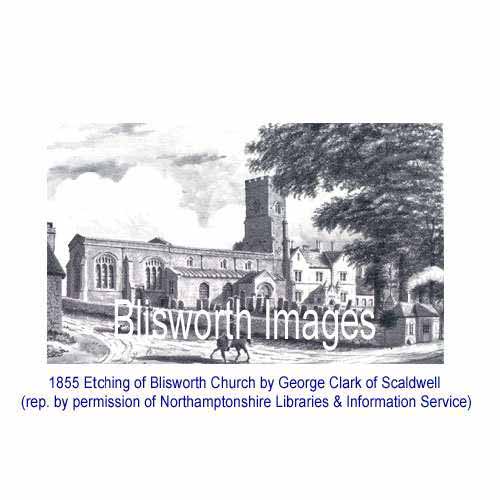 Blisworth Images
1855 Etching of Blisworth Church by George Clark of Scaldwell
(rep. by permission of Northamptonshire Libraries & Information Service)